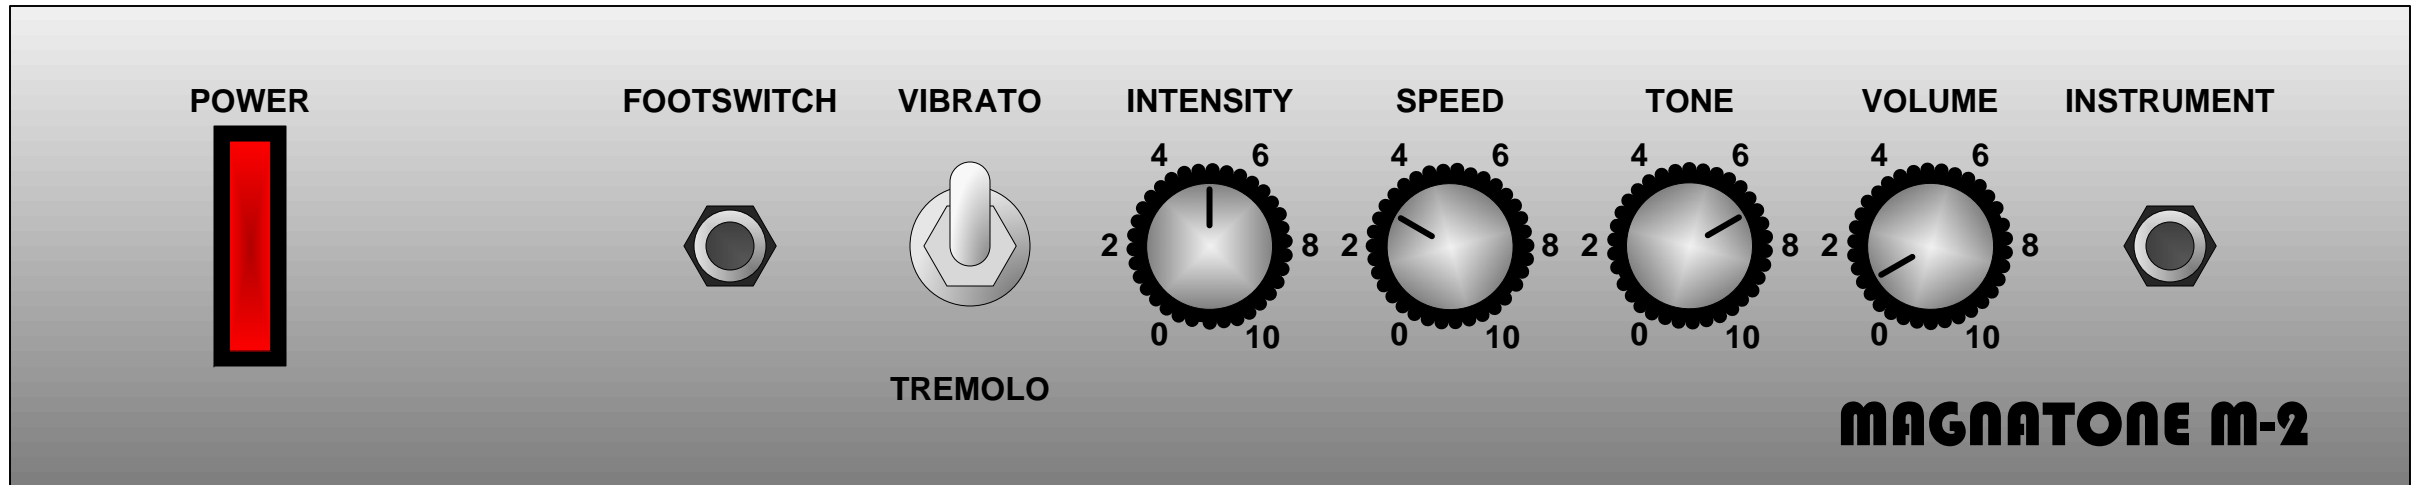 POWER
FOOTSWITCH
VIBRATO
INTENSITY
SPEED
TONE
VOLUME
INSTRUMENT
4 6
4 6
4 6
4 6
2 8
2 8
2 8
2 8
0 10
0 10
0 10
0 10
TREMOLO
MAGNATONE M-2